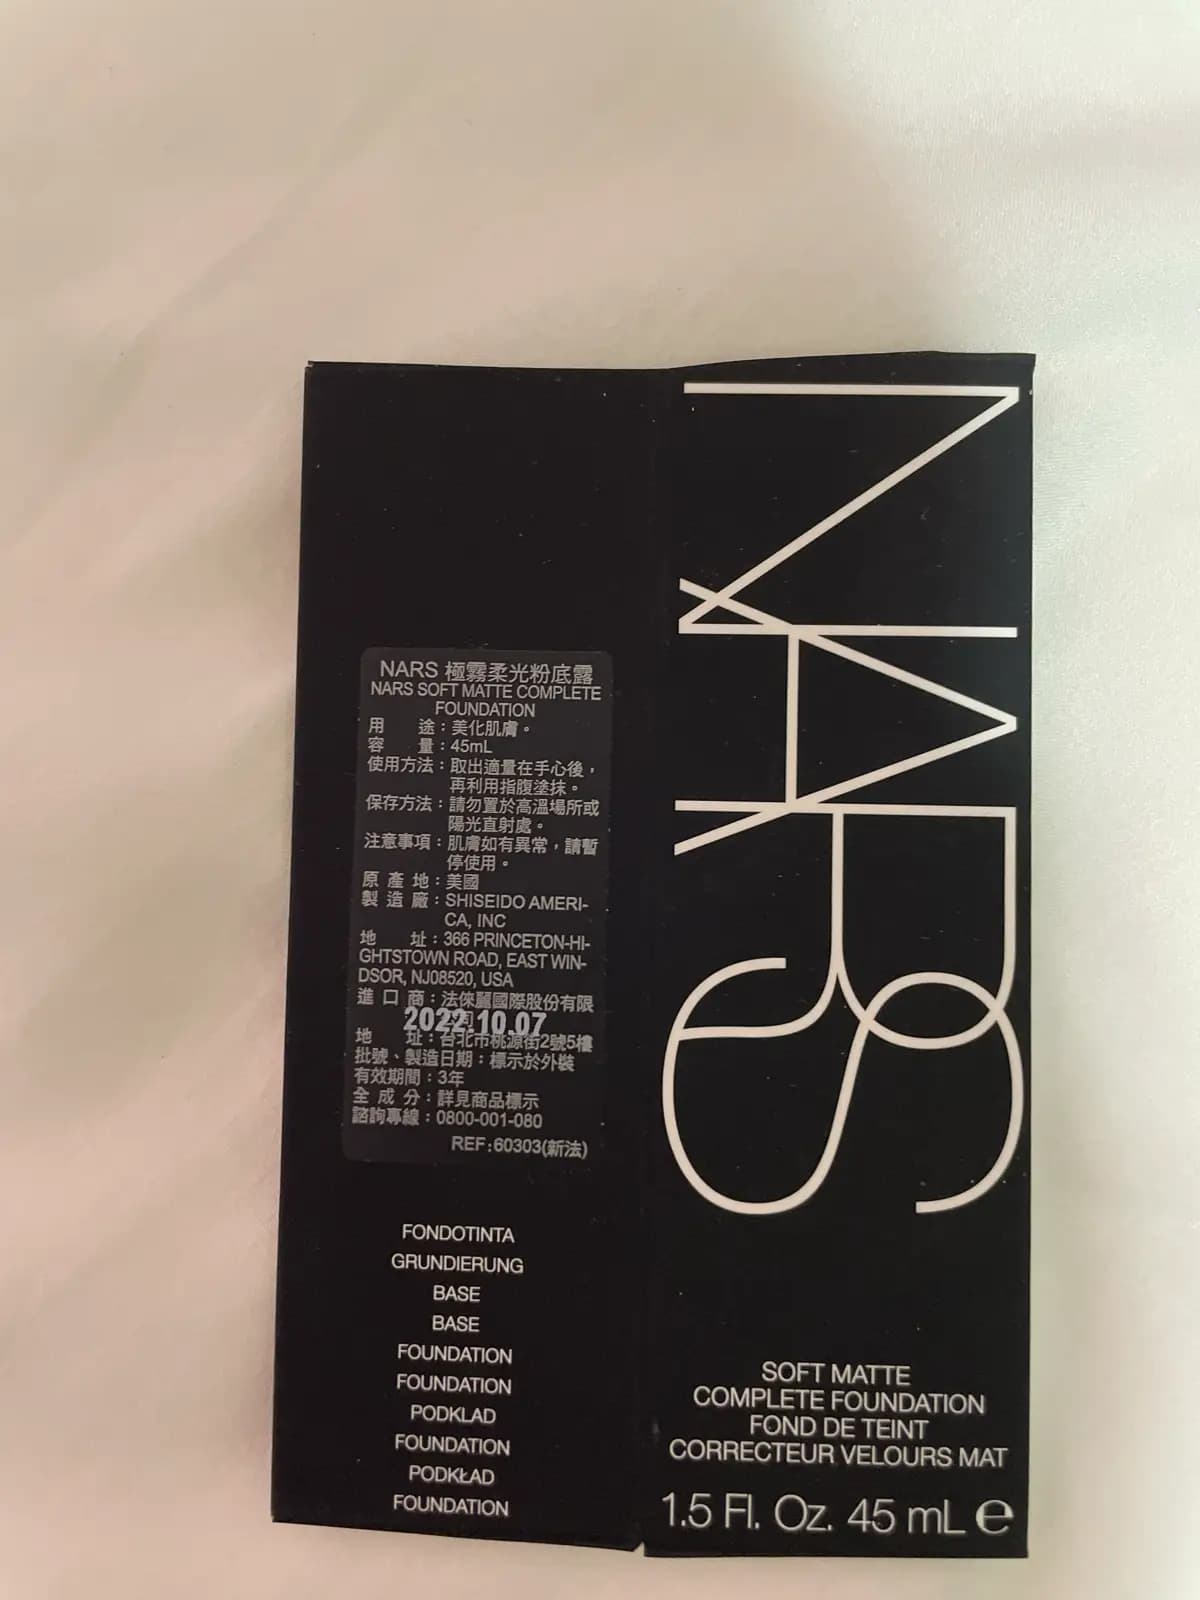 NARS 極霧柔光粉底露
NARS SOFT MATTE COMPLETE
FOUNDATION
用 途：美化肌膚。
容 量：45mL
使用方法：取出適量在手心後，
再利用指腹塗抹。
保存方法：請勿置於高溫場所或
陽光直射處。
注意事項：肌膚如有異常，請暫
停使用。
原 產 地：美國
製 造 廠：SHISEIDO AMERI-
CA, INC
地 址：366 PRINCETON-HI-
GHTSTOWN ROAD, EAST WIN-
DSOR, NJ08520, USA
進 口 商：法倈麗國際股份有限
司
2022.10.07
地 址：台北市桃源街2號5樓
批號、製造日期：標示於外裝
有效期間：3年
全 成 分：詳見商品標示
諮詢專線：0800-001-080
REF:60303(新法)
FONDOTINTA
GRUNDIERUNG
BASE
BASE
FOUNDATION
FOUNDATION
PODKLAD
FOUNDATION
PODKŁAD
FOUNDATION
NARS
SOFT MATTE
COMPLETE FOUNDATION
FOND DE TEINT
CORRECTEUR VELOURS MAT
1.5 Fl. Oz. 45 mL ℮